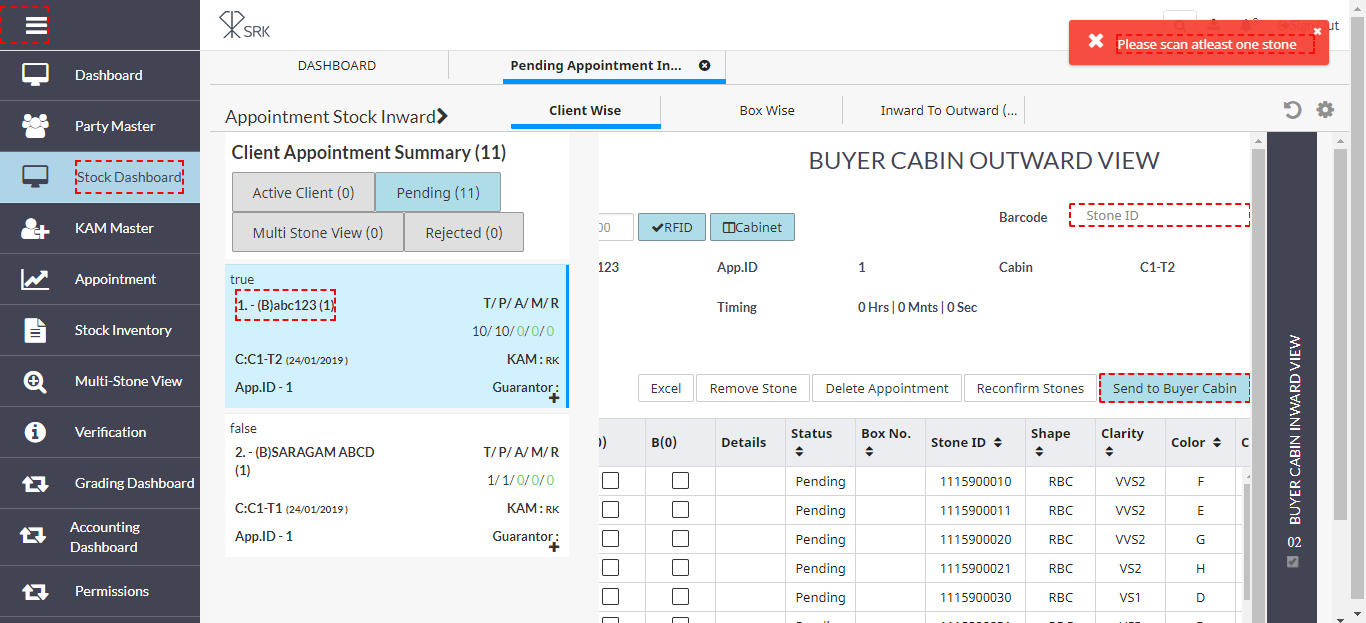 SRK
Please scan atleast one stone
Dashboard
Party Master
Stock Dashboard
KAM Master
Appointment
Stock Inventory
Multi-Stone View
Verification
Grading Dashboard
Accounting
Dashboard
Permissions
DASHBOARD
Pending Appointment In...
Appointment Stock Inward
Client Wise
Box Wise
Inward To Outward (...
Client Appointment Summary (11)
Active Client (0)
Pending (11)
Multi Stone View (0)
Rejected (0)
true
1. - (B)abc123 (1)
T/ P/ A/ M/ R
10/ 10/ 0/ 0/ 0
C:C1-T2 (24/01/2019 )
KAM : RK
App.ID - 1
Guarantor :
false
2. - (B)SARAGAM ABCD
(1)
T/ P/ A/ M/ R
1/ 1/ 0/ 0/ 0
C:C1-T1 (24/01/2019 )
KAM : RK
App.ID - 1
Guarantor :
BUYER CABIN OUTWARD VIEW
00
RFID
Cabinet
Barcode
Stone ID
123
App.ID
1
Cabin
C1-T2
Timing
0 Hrs | 0 Mnts | 0 Sec
Excel
Remove Stone
Delete Appointment
Reconfirm Stones
Send to Buyer Cabin
0) B(0) Details Status Box No. Stone ID Shape Clarity Color C
Pending 1115900010 RBC VVS2 F
Pending 1115900011 RBC VVS2 E
Pending 1115900020 RBC VVS2 G
Pending 1115900021 RBC VS2 H
Pending 1115900030 RBC VS1 D
BUYER CABIN INWARD VIEW
02